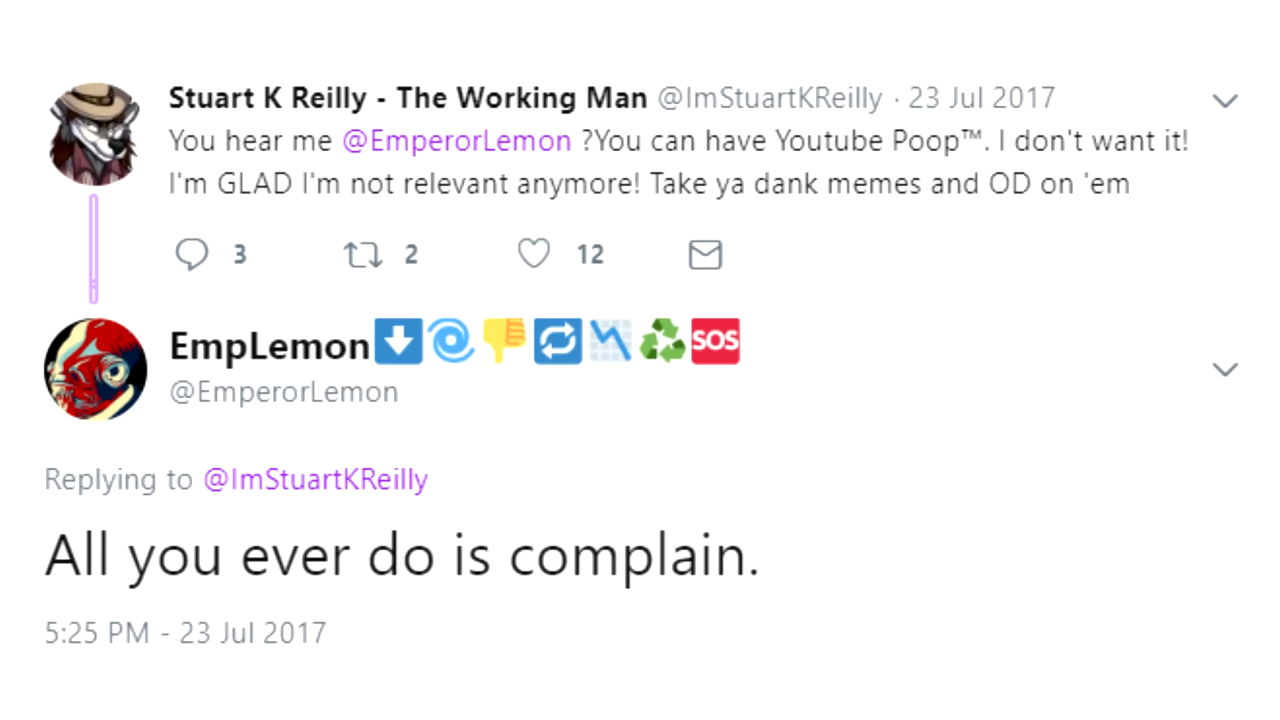 Stuart K Reilly - The Working Man @ImStuartKReilly · 23 Jul 2017
You hear me @EmperorLemon ?You can have Youtube Poop™. I don't want it!
I'm GLAD I'm not relevant anymore! Take ya dank memes and OD on 'em
3 2 12
EmpLemon⬇️🌀👎🔁📉♻️🆘
@EmperorLemon
Replying to @ImStuartKReilly
All you ever do is complain.
5:25 PM - 23 Jul 2017